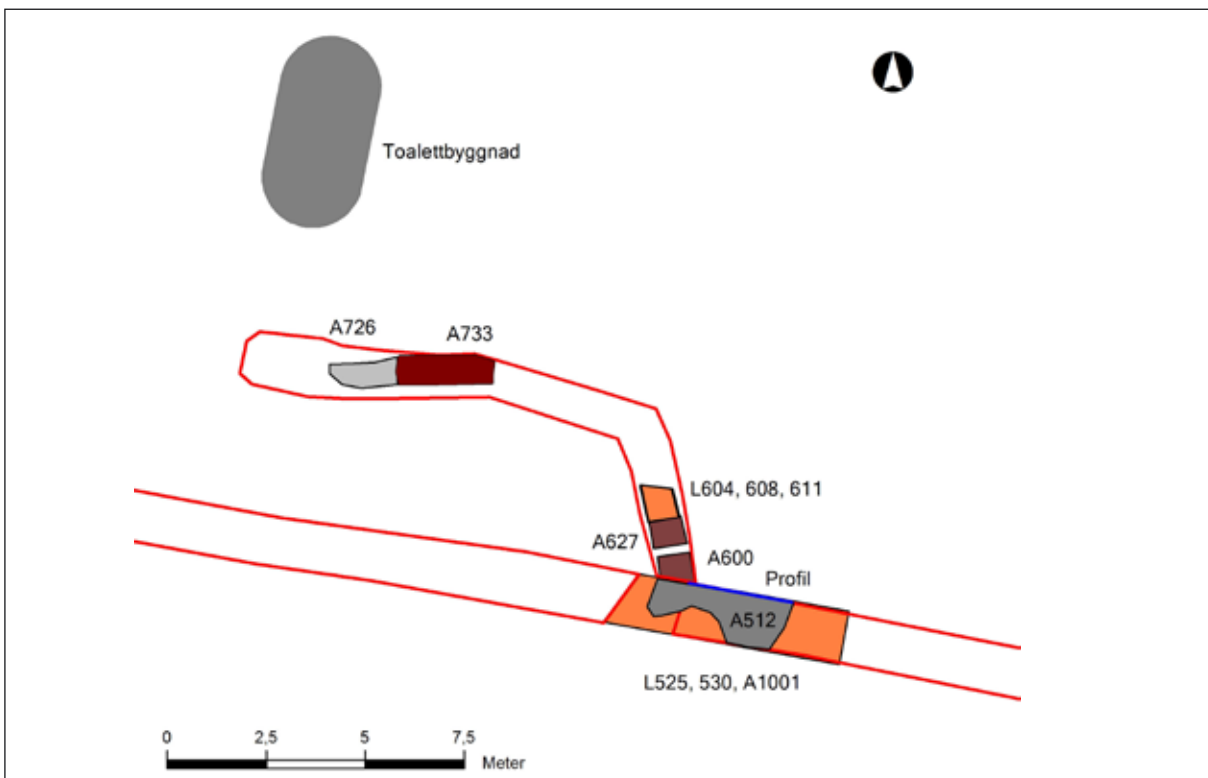 Toalettbyggnad
A726
A733
L604, 608, 611
A627
A600
Profil
A512
L525, 530, A1001
0
2,5
5
7,5
Meter